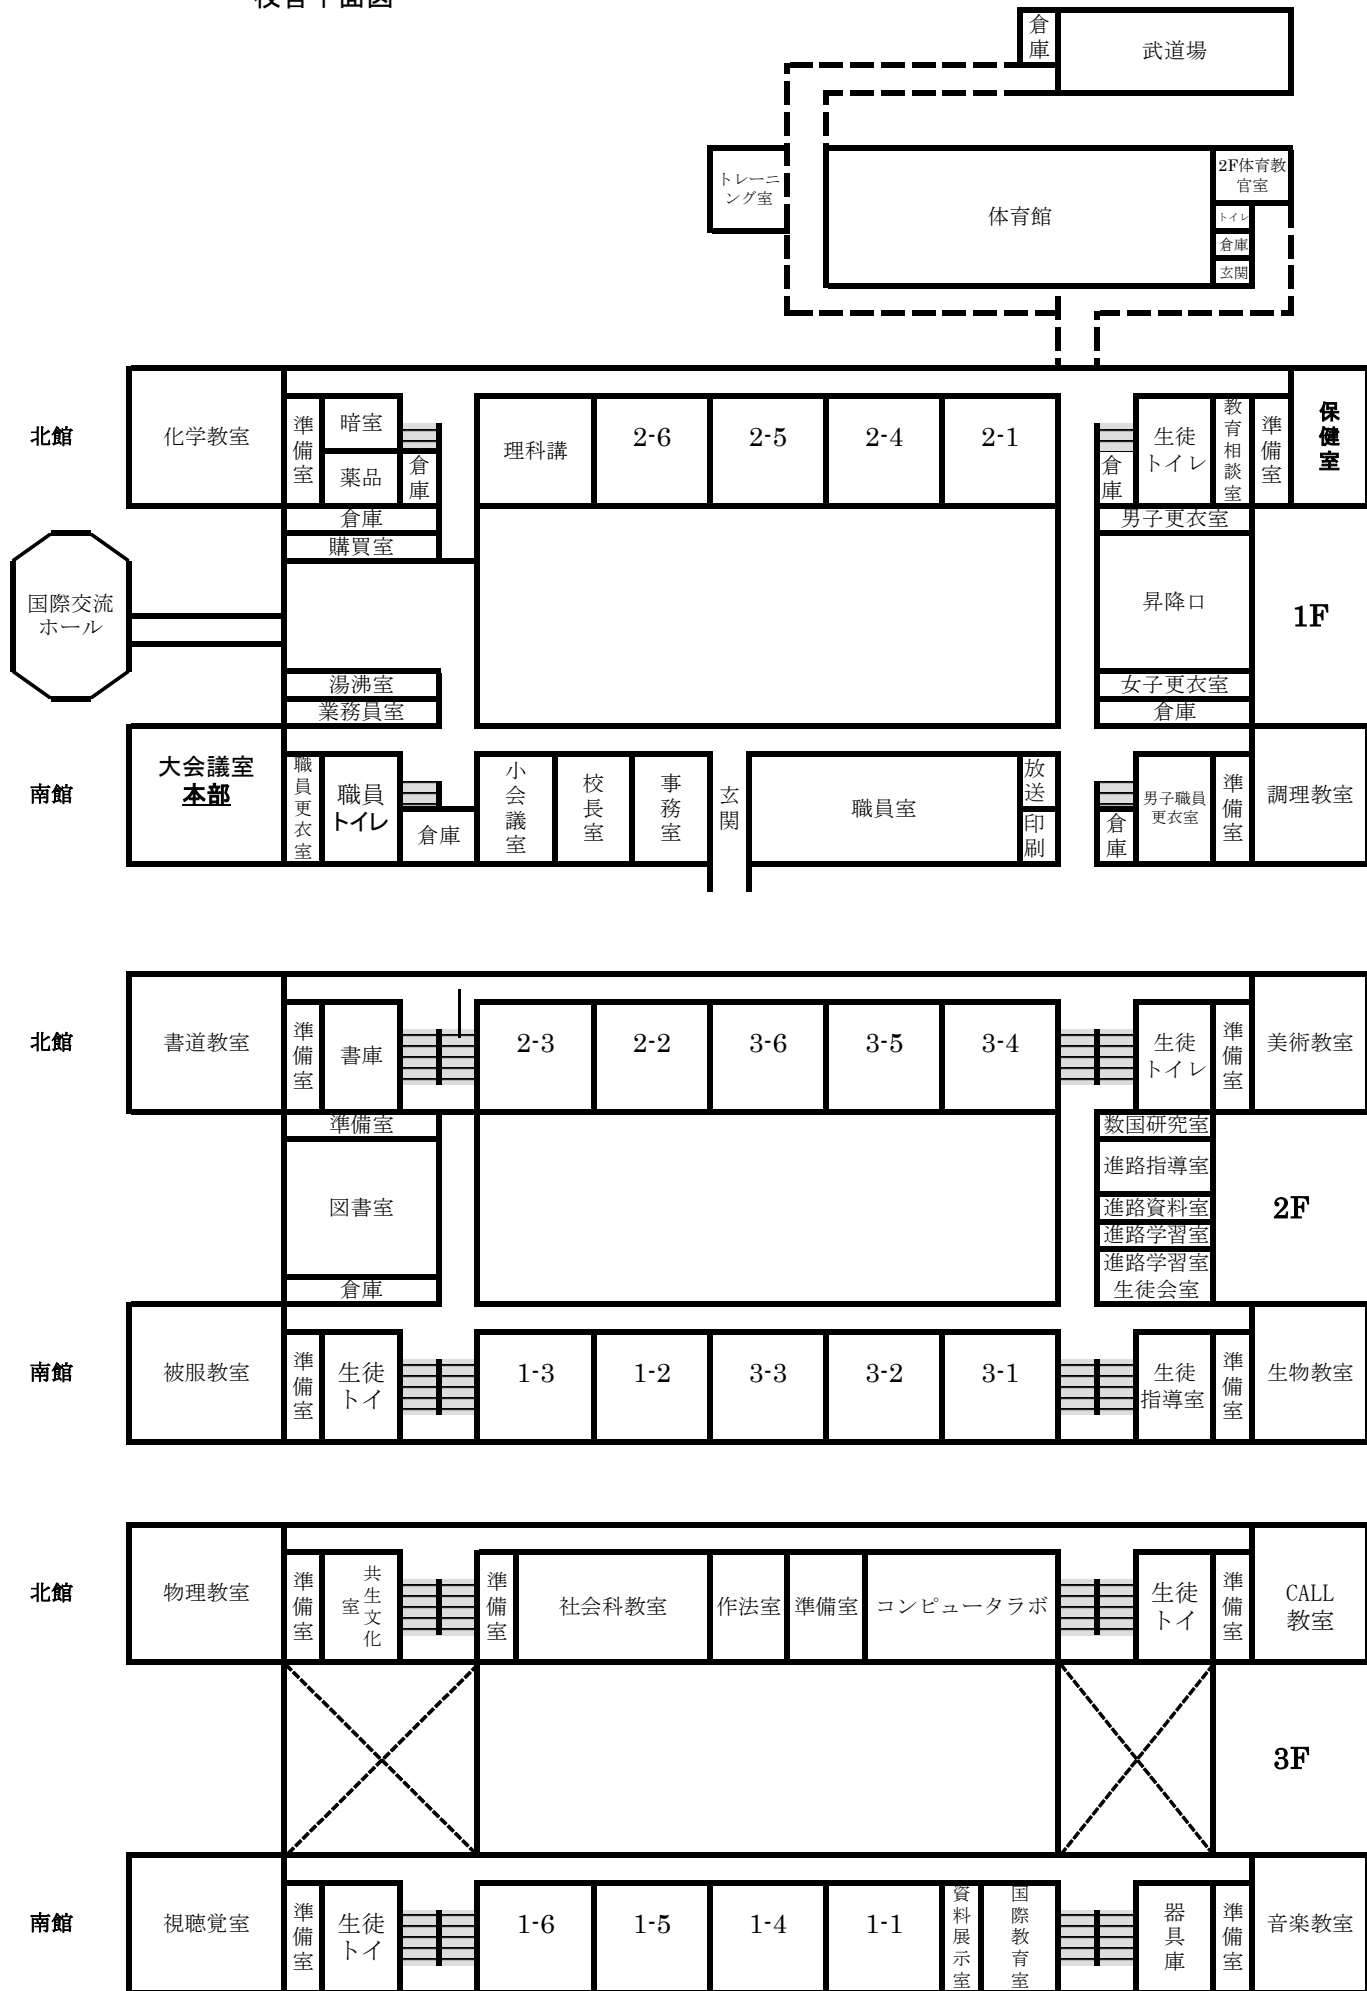 倉庫
武道場
トレーニ
ング室
体育館
2F体育教
官室
トイレ
倉庫
玄関
北館
化学教室
準備室
暗室
薬品
倉庫
理科講
2-6
2-5
2-4
2-1
倉庫
生徒
トイレ
教育相談室
準備室
保健室
倉庫
購買室
男子更衣室
国際交流
ホール
昇降口
1F
湯沸室
業務員室
女子更衣室
倉庫
南館
大会議室
本部
職員更衣室
職員
トイレ
倉庫
小会議室
校長室
事務室
玄関
職員室
放送
印刷
倉庫
男子職員
更衣室
準備室
調理教室
北館
書道教室
準備室
書庫
2-3
2-2
3-6
3-5
3-4
生徒
トイレ
準備室
美術教室
準備室
図書室
倉庫
数国研究室
進路指導室
進路資料室
進路学習室
進路学習室
生徒会室
2F
南館
被服教室
準備室
生徒
トイ
1-3
1-2
3-3
3-2
3-1
生徒
指導室
準備室
生物教室
北館
物理教室
準備室
共生文化
室
準備室
社会科教室
作法室
準備室
コンピュータラボ
生徒
トイ
準備室
CALL
教室
3F
南館
視聴覚室
準備室
生徒
トイ
1-6
1-5
1-4
1-1
資料展示室
国際教育室
器具庫
準備室
音楽教室